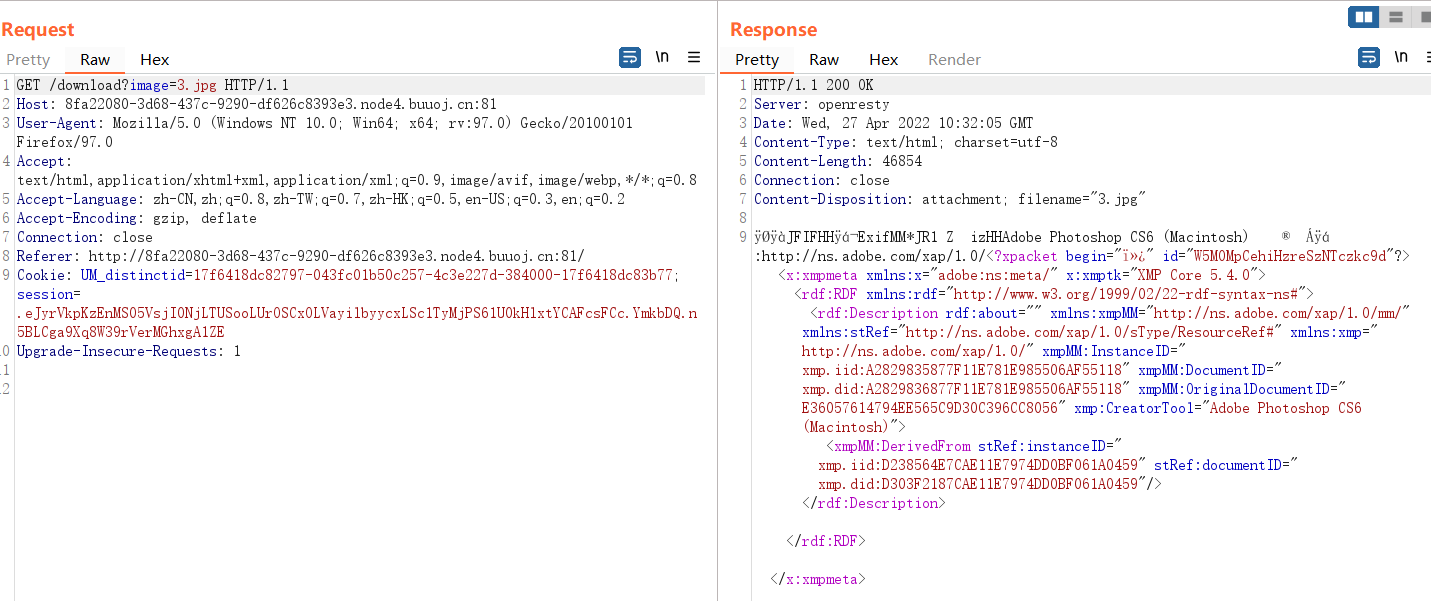 Request
Pretty Raw Hex
\n
1 GET /download?image=3.jpg HTTP/1.1
2 Host: 8fa22080-3d68-437c-9290-df626c8393e3.node4.buuoj.cn:81
3 User-Agent: Mozilla/5.0 (Windows NT 10.0; Win64; x64; rv:97.0) Gecko/20100101
Firefox/97.0
4 Accept:
text/html,application/xhtml+xml,application/xml;q=0.9,image/avif,image/webp,*/*;q=0.8
5 Accept-Language: zh-CN,zh;q=0.8,zh-TW;q=0.7,zh-HK;q=0.5,en-US;q=0.3,en;q=0.2
6 Accept-Encoding: gzip, deflate
7 Connection: close
8 Referer: http://8fa22080-3d68-437c-9290-df626c8393e3.node4.buuoj.cn:81/
9 Cookie: UM_distinctid=17f6418dc82797-043fc01b50c257-4c3e227d-384000-17f6418dc83b77;
session=
.eJyrVkpKzEnMS05VsjI0NjLTUSooLUrOSCxOLVayi1byycxLSc1TyMjPS61U0kHlxtYCAFcsFCc.YmkbDQ.n
5BLCga9Xq8W39rVerMGhxgA1ZE
0 Upgrade-Insecure-Requests: 1
1
2
Response
Pretty Raw Hex Render
\n
1 HTTP/1.1 200 OK
2 Server: openresty
3 Date: Wed, 27 Apr 2022 10:32:05 GMT
4 Content-Type: text/html; charset=utf-8
5 Content-Length: 46854
6 Connection: close
7 Content-Disposition: attachment; filename="3.jpg"
8
9 ÿØÿàJFIFHHÿá¬ExifMM*JR1 Z izHHAdobe Photoshop CS6 (Macintosh) ® Áÿá
:http://ns.adobe.com/xap/1.0/<?xpacket begin="ï»¿" id="W5M0MpCehiHzreSzNTczkc9d"?>
<x:xmpmeta xmlns:x="adobe:ns:meta/" x:xmptk="XMP Core 5.4.0">
<rdf:RDF xmlns:rdf="http://www.w3.org/1999/02/22-rdf-syntax-ns#">
<rdf:Description rdf:about="" xmlns:xmpMM="http://ns.adobe.com/xap/1.0/mm/"
xmlns:stRef="http://ns.adobe.com/xap/1.0/sType/ResourceRef#" xmlns:xmp="
http://ns.adobe.com/xap/1.0/" xmpMM:InstanceID="
xmp.iid:A2829835877F11E781E985506AF55118" xmpMM:DocumentID="
xmp.did:A2829836877F11E781E985506AF55118" xmpMM:OriginalDocumentID="
E36057614794EE565C9D30C396CC8056" xmp:CreatorTool="Adobe Photoshop CS6
(Macintosh)">
<xmpMM:DerivedFrom stRef:instanceID="
xmp.iid:D238564E7CAE11E7974DD0BF061A0459" stRef:documentID="
xmp.did:D303F2187CAE11E7974DD0BF061A0459"/>
</rdf:Description>
</rdf:RDF>
</x:xmpmeta>